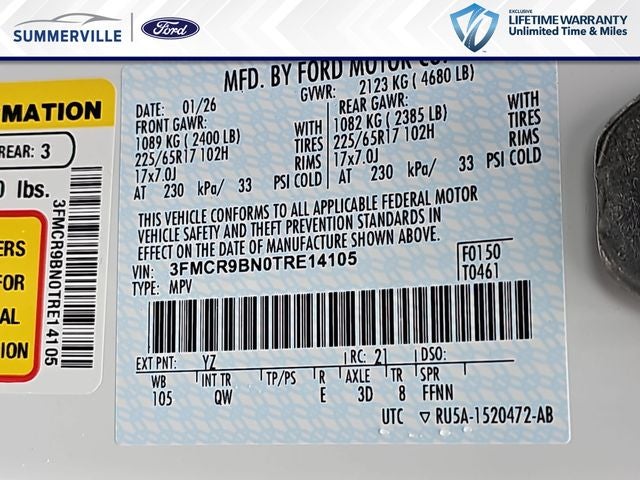 SUMMERVILLE
Ford
EXCLUSIVE
LIFETIME WARRANTY
Unlimited Time & Miles
MFD. BY FORD MOTOR
DATE: 01/26
GVWR: 2123 KG ( 4680 LB)
FRONT GAWR:
1089 KG ( 2400 LB) WITH
225/65R17 102H TIRES
17x7.0J RIMS
AT 230 kPa/ 33 PSI COLD
REAR GAWR:
1082 KG ( 2385 LB) WITH
225/65R17 102H TIRES
17x7.0J RIMS
AT 230 kPa/ 33 PSI COLD
THIS VEHICLE CONFORMS TO ALL APPLICABLE FEDERAL MOTOR
VEHICLE SAFETY AND THEFT PREVENTION STANDARDS IN
EFFECT ON THE DATE OF MANUFACTURE SHOWN ABOVE.
VIN: 3FMCR9BN0TRE14105
TYPE: MPV
F0150
T0461
EXT PNT: YZ RC: 21 DSO:
WB INT TR TP/PS R AXLE TR SPR
105 QW E 3D 8 FFNN
UTC ▽ RU5A-1520472-AB
MATION
REAR: 3
0 lbs.
3FMCR9BN0TRE14105
ERS
FOR
AL
ION